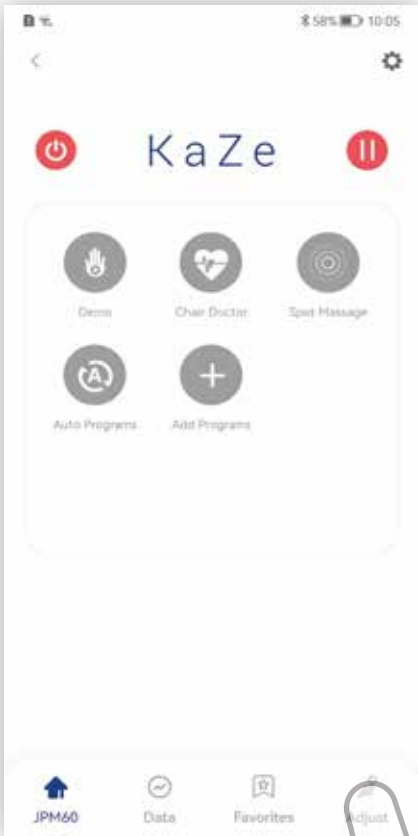 58% 10:05
KaZe
Demo Chair Doctor Spot Massage
Auto Programs Add Programs
JPM60 Data Favorites Adjust